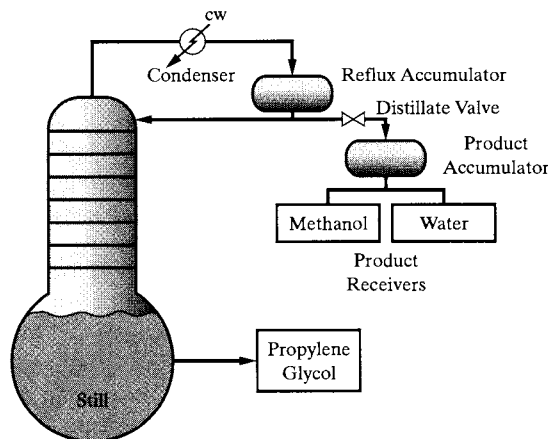 cw
Condenser
Reflux Accumulator
Distillate Valve
Product
Accumulator
Methanol
Water
Product
Receivers
Propylene
Glycol
Still